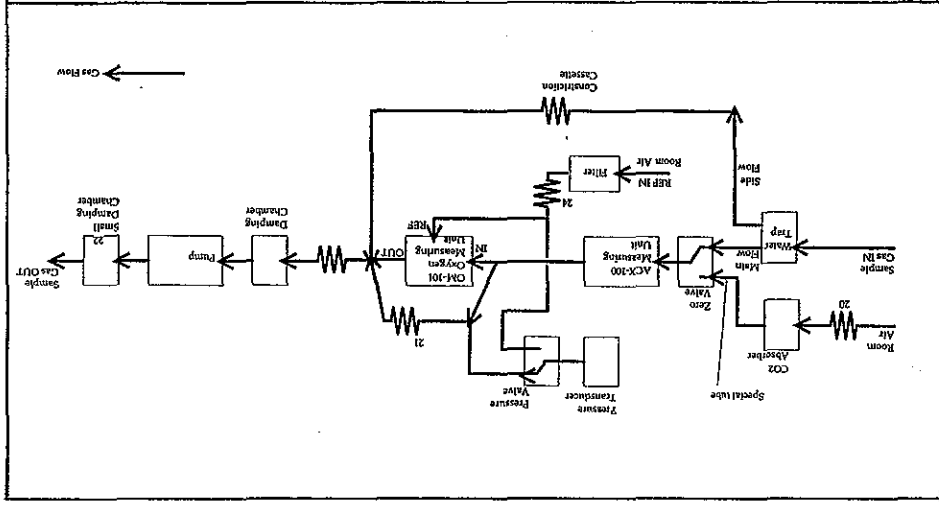 Pressure
Transducer
Pressure
Valve
Special tube
CO2
Absorber
Room
Air
20
21
Zero
Valve
Sample
Gas IN
Water
Trap
Main
Flow
ACX-100
Measuring
Unit
IN
OM-101
Oxygen
Measuring
Unit
OUT
REF
Damping
Chamber
Pump
22
Small
Damping
Chamber
Sample
Gas OUT
Side
Flow
24
REF IN
Room Air
Filter
Constriction
Cassette
Gas Flow